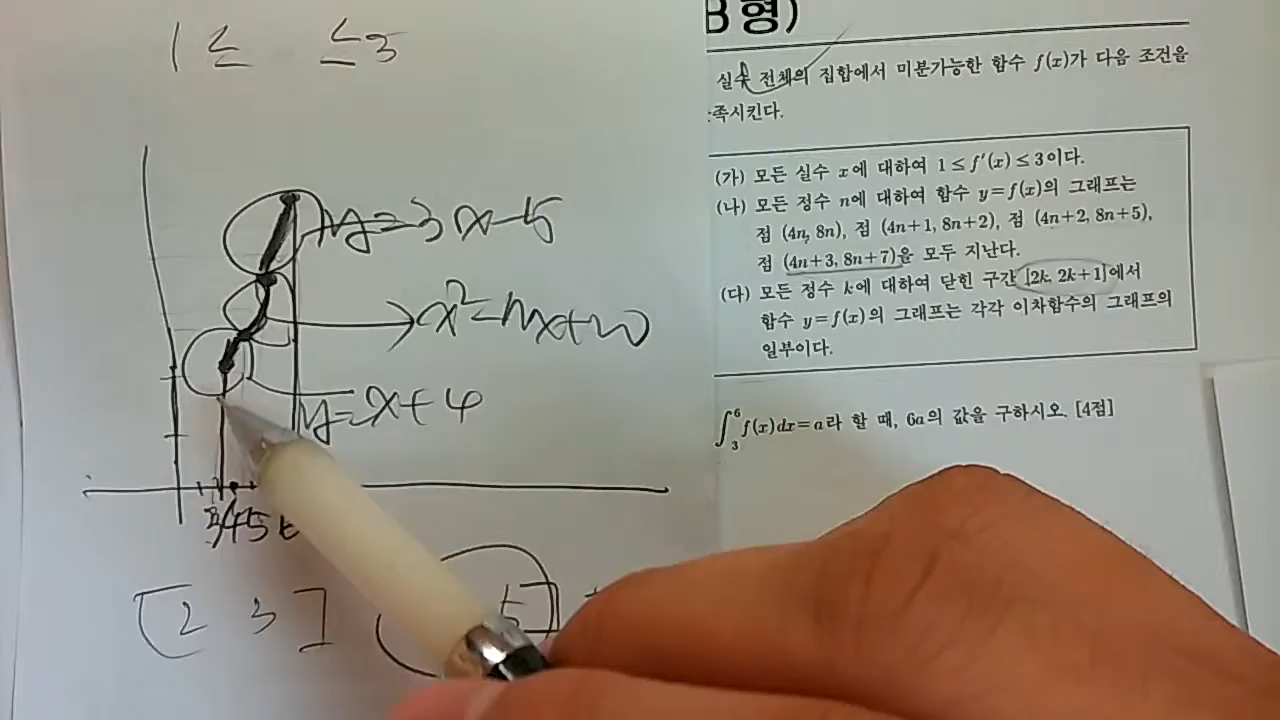 1 ≤ ≤3
y=3x-5
y=x+4
3 4 5 6
[2 3] 5]
B형)
실수 전체의 집합에서 미분가능한 함수 f(x)가 다음 조건을
족시킨다.
(가) 모든 실수 x에 대하여 1≤f′(x)≤3이다.
(나) 모든 정수 n에 대하여 함수 y=f(x)의 그래프는
점 (4n, 8n), 점 (4n+1, 8n+2), 점 (4n+2, 8n+5),
점 (4n+3, 8n+7)을 모두 지난다.
(다) 모든 정수 k에 대하여 닫힌 구간 [2k, 2k+1]에서
함수 y=f(x)의 그래프는 각각 이차함수의 그래프의
일부이다.
∫₃⁶ f(x)dx=a라 할 때, 6a의 값을 구하시오. [4점]